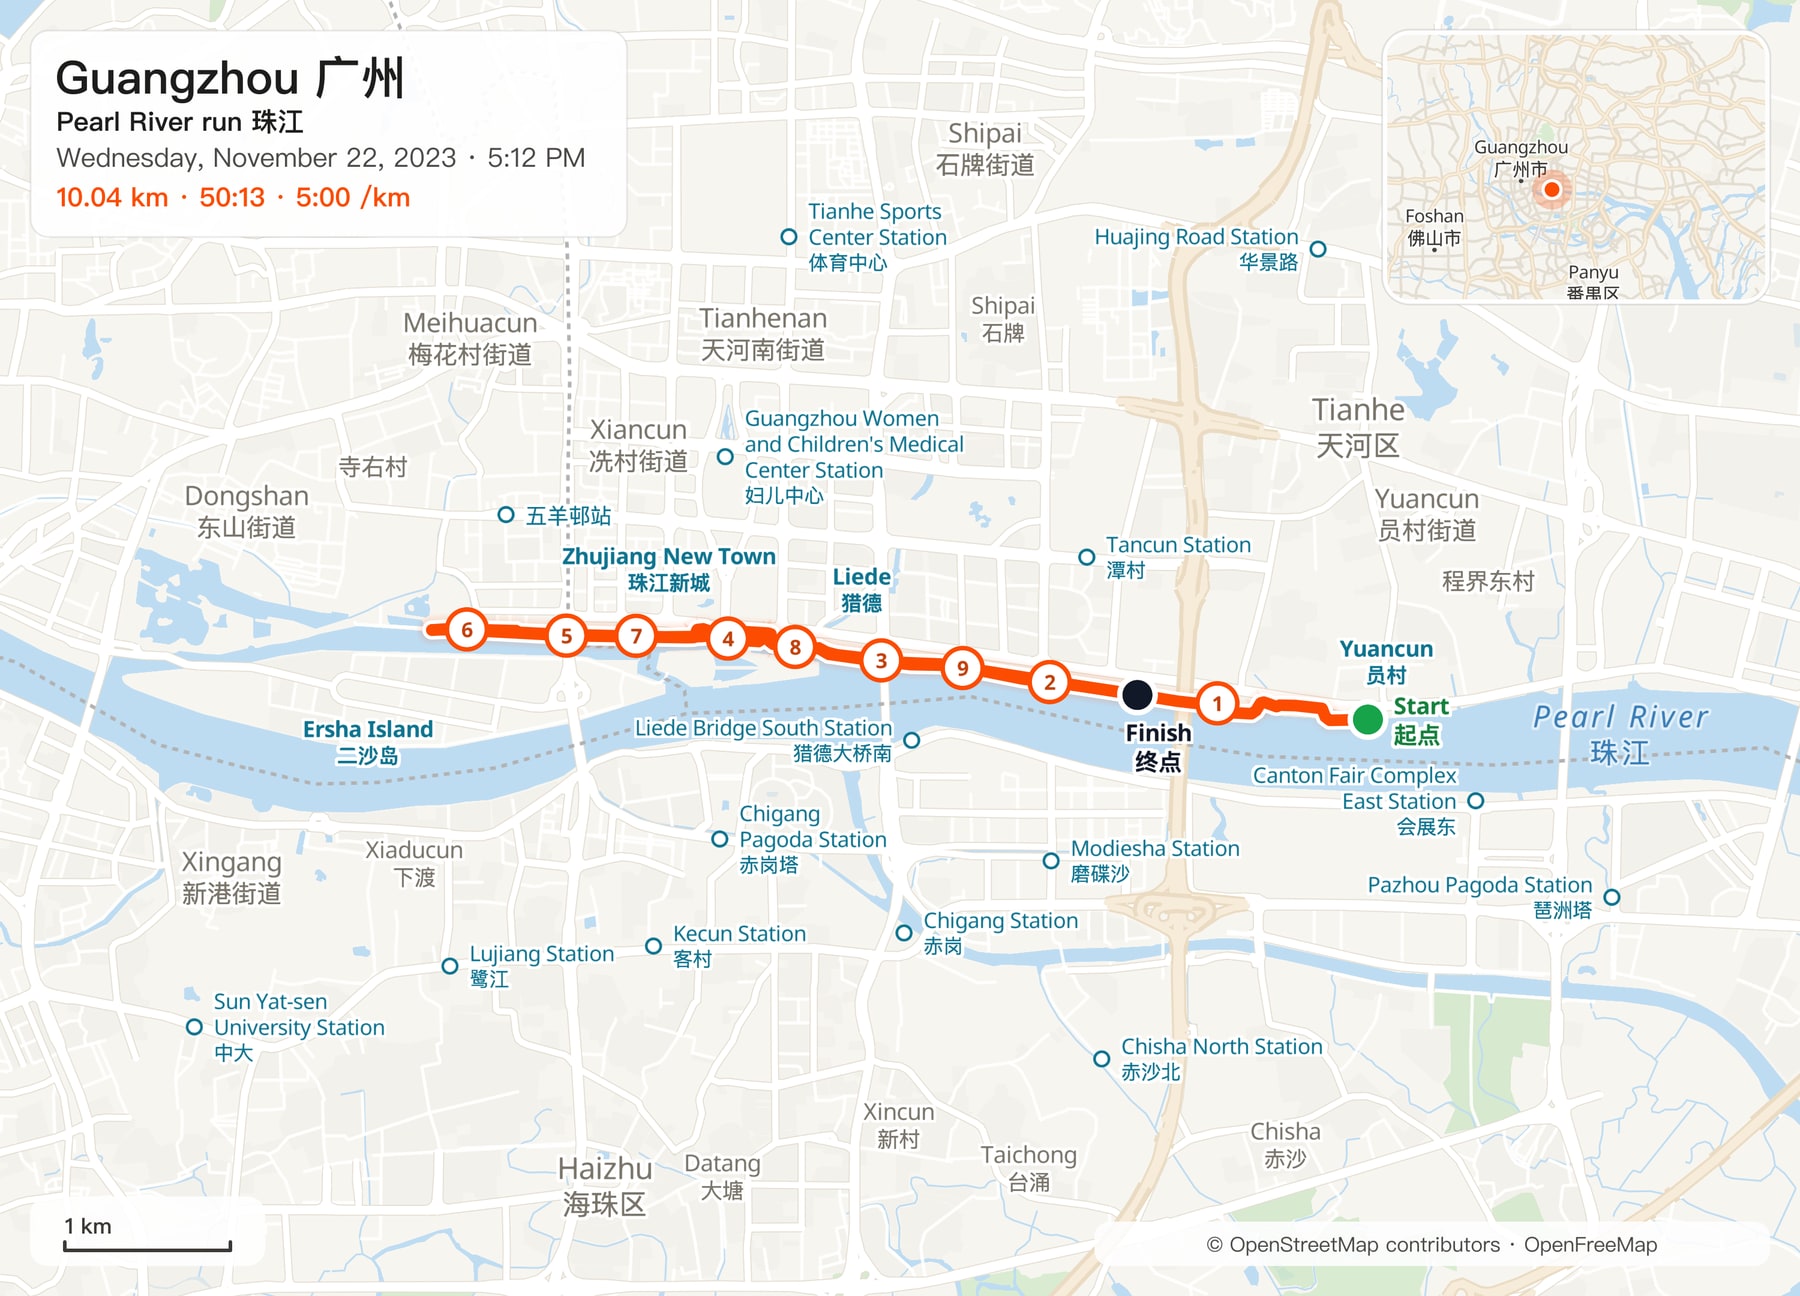 Guangzhou 广州
Pearl River run 珠江
Wednesday, November 22, 2023 · 5:12 PM
10.04 km · 50:13 · 5:00 /km
Guangzhou
广州市
Foshan
佛山市
Panyu
番禺区
Shipai
石牌街道
Tianhe Sports
Center Station
体育中心
Huajing Road Station
华景路
Meihuacun
梅花村街道
Tianhenan
天河南街道
Shipai
石牌
Tianhe
天河区
Xiancun
冼村街道
Guangzhou Women
and Children's Medical
Center Station
妇儿中心
寺右村
Dongshan
东山街道
五羊邨站
Yuancun
员村街道
Tancun Station
潭村
程界东村
Zhujiang New Town
珠江新城
Liede
猎德
Yuancun
员村
6
5
7
4
8
3
9
2
1
Start
起点
Finish
终点
Pearl River
珠江
Ersha Island
二沙岛
Liede Bridge South Station
猎德大桥南
Canton Fair Complex
East Station
会展东
Chigang
Pagoda Station
赤岗塔
Xingang
新港街道
Xiaducun
下渡
Modiesha Station
磨碟沙
Pazhou Pagoda Station
琶洲塔
Chigang Station
赤岗
Kecun Station
客村
Lujiang Station
鹭江
Sun Yat-sen
University Station
中大
Chisha North Station
赤沙北
Xincun
新村
Chisha
赤沙
Taichong
台涌
Haizhu
海珠区
Datang
大塘
1 km
© OpenStreetMap contributors · OpenFreeMap